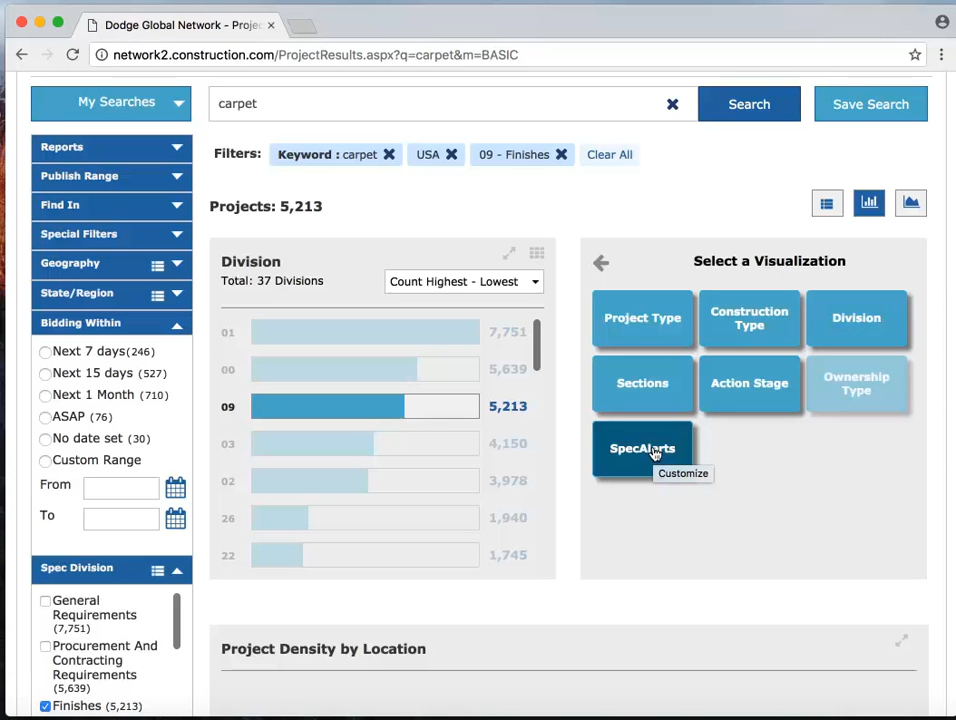 Dodge Global Network - Projec
network2.construction.com/ProjectResults.aspx?q=carpet&m=BASIC
My Searches
carpet
Search
Save Search
Filters:
Keyword : carpet
USA
09 - Finishes
Clear All
Projects: 5,213
Reports
Publish Range
Find In
Special Filters
Geography
State/Region
Bidding Within
Next 7 days(246)
Next 15 days (527)
Next 1 Month (710)
ASAP (76)
No date set (30)
Custom Range
From
To
Spec Division
General
Requirements
(7,751)
Procurement And
Contracting
Requirements
(5,639)
Finishes (5,213)
Division
Total: 37 Divisions
Count Highest - Lowest
01 7,751
00 5,639
09 5,213
03 4,150
02 3,978
26 1,940
22 1,745
Select a Visualization
Project Type
Construction
Type
Division
Sections
Action Stage
Ownership
Type
SpecAlerts
Customize
Project Density by Location